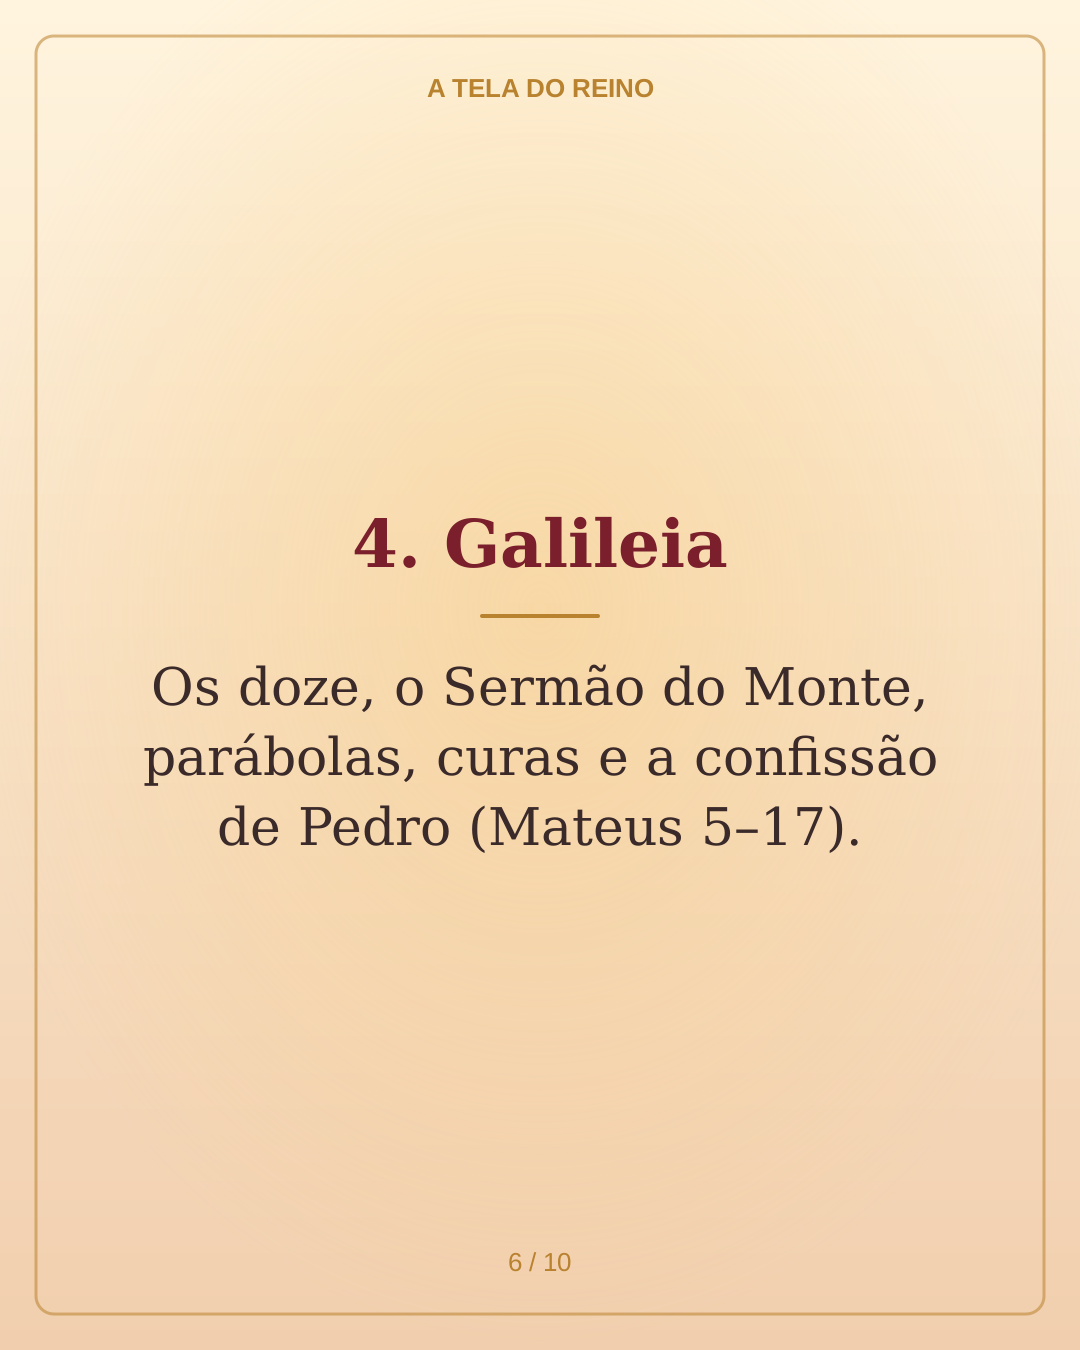 A TELA DO REINO
4. Galileia
Os doze, o Sermão do Monte,
parábolas, curas e a confissão
de Pedro (Mateus 5–17).
6 / 10